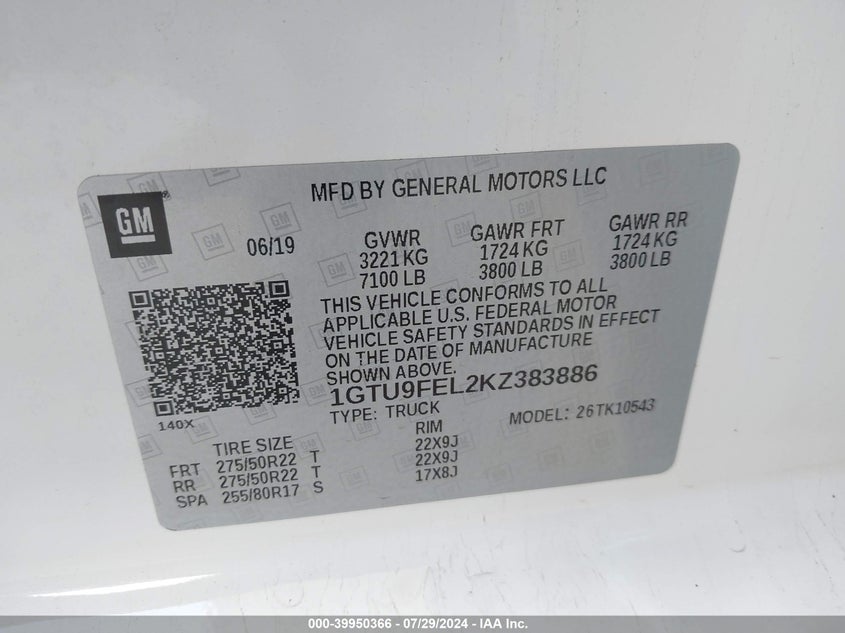 GM
MFD BY GENERAL MOTORS LLC
06/19
GVWR GAWR FRT GAWR RR
3221 KG 1724 KG 1724 KG
7100 LB 3800 LB 3800 LB
THIS VEHICLE CONFORMS TO ALL
APPLICABLE U.S. FEDERAL MOTOR
VEHICLE SAFETY STANDARDS IN EFFECT
ON THE DATE OF MANUFACTURE
SHOWN ABOVE.
1GTU9FEL2KZ383886
140X
TYPE: TRUCK MODEL: 26TK10543
TIRE SIZE RIM
FRT 275/50R22 T 22X9J
RR 275/50R22 T 22X9J
SPA 255/80R17 S 17X8J
000-39950366 - 07/29/2024 - IAA Inc.